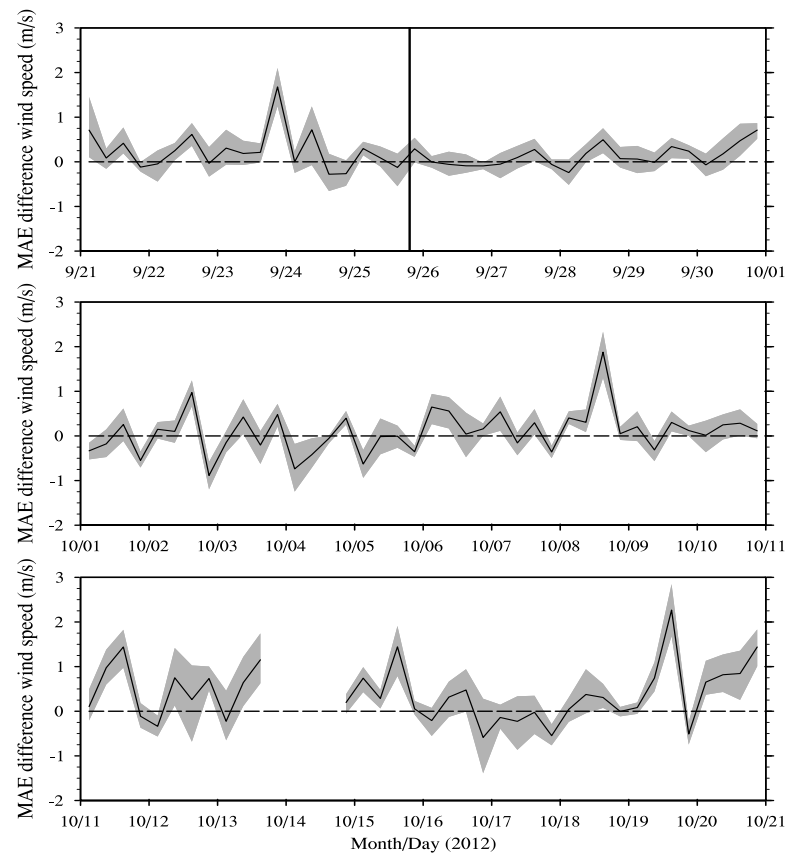 MAE difference wind speed (m/s)
3
2
1
0
-1
-2
9/21 9/22 9/23 9/24 9/25 9/26 9/27 9/28 9/29 9/30 10/01
MAE difference wind speed (m/s)
3
2
1
0
-1
-2
10/01 10/02 10/03 10/04 10/05 10/06 10/07 10/08 10/09 10/10 10/11
MAE difference wind speed (m/s)
3
2
1
0
-1
-2
10/11 10/12 10/13 10/14 10/15 10/16 10/17 10/18 10/19 10/20 10/21
Month/Day (2012)